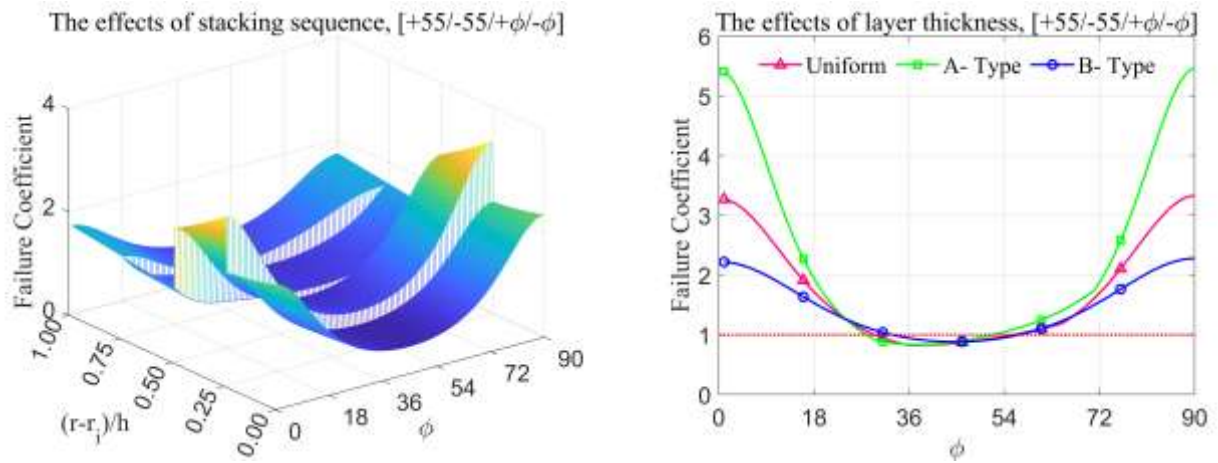 The effects of stacking sequence, [+55/-55/+ϕ/-ϕ]
4
2
0
Failure Coefficient
1.00
0.75
0.50
0.25
0.00
(r-r_i)/h
0
18
36
54
72
90
ϕ
The effects of layer thickness, [+55/-55/+ϕ/-ϕ]
Uniform A- Type B- Type
6
5
4
3
2
1
0
Failure Coefficient
0 18 36 54 72 90
ϕ